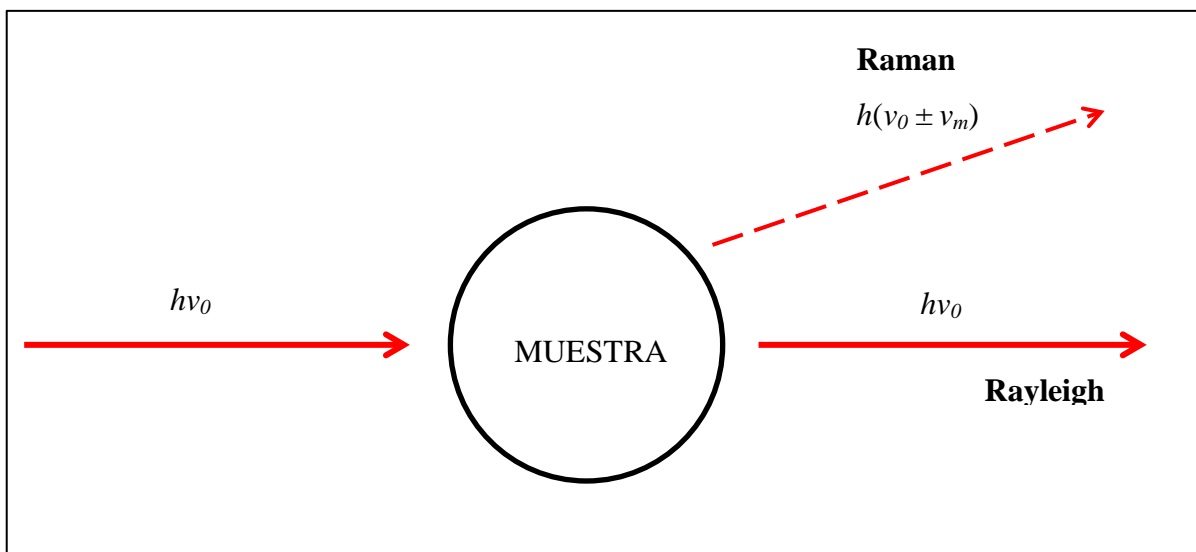 Raman
h(v₀ ± vₘ)
hv₀
MUESTRA
hv₀
Rayleigh